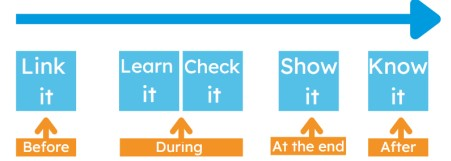 Link it
Learn it
Check it
Show it
Know it
Before
During
At the end
After